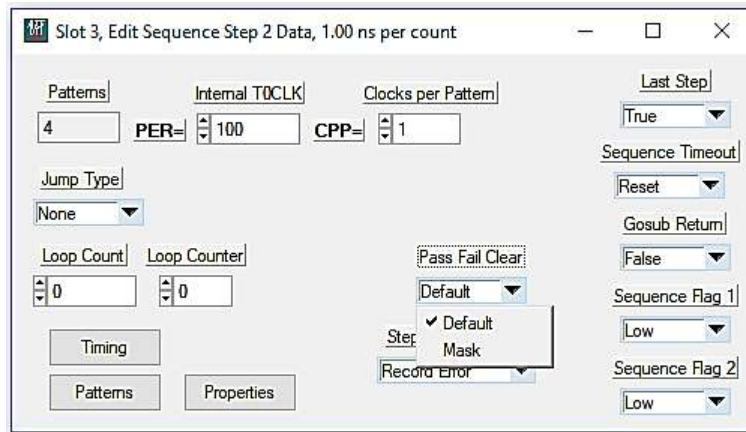 Slot 3, Edit Sequence Step 2 Data, 1.00 ns per count
Patterns
Internal T0CLK
Clocks per Pattern
Last Step
4
PER=
100
CPP=
1
True
Sequence Timeout
Jump Type
Reset
None
Gosub Return
Loop Count
Loop Counter
Pass Fail Clear
False
0
0
Default
Sequence Flag 1
Default
Low
Timing
Step
Mask
Record Error
Sequence Flag 2
Patterns
Properties
Low